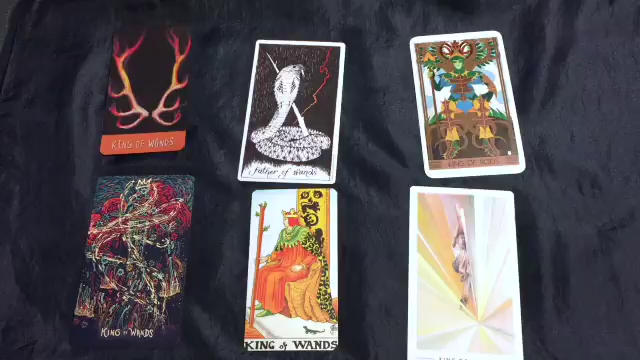 KING OF WANDS
Father of Wands
KING OF RODS
KING OF WANDS
KING of WANDS